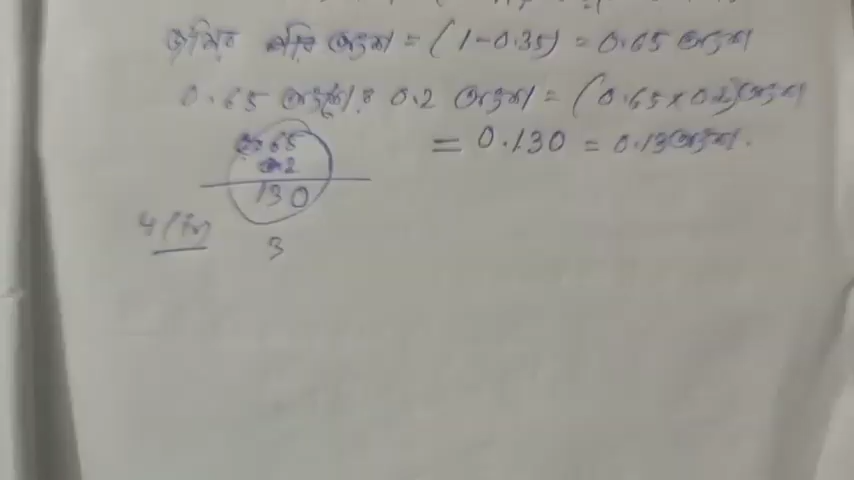 জমির বাকি অংশ = (1-0.35) = 0.65 অংশ
0.65 অংশের 0.2 অংশ = (0.65×0.2) অংশ
= 0.130 = 0.13 অংশ.
0.65
0.2
130
3